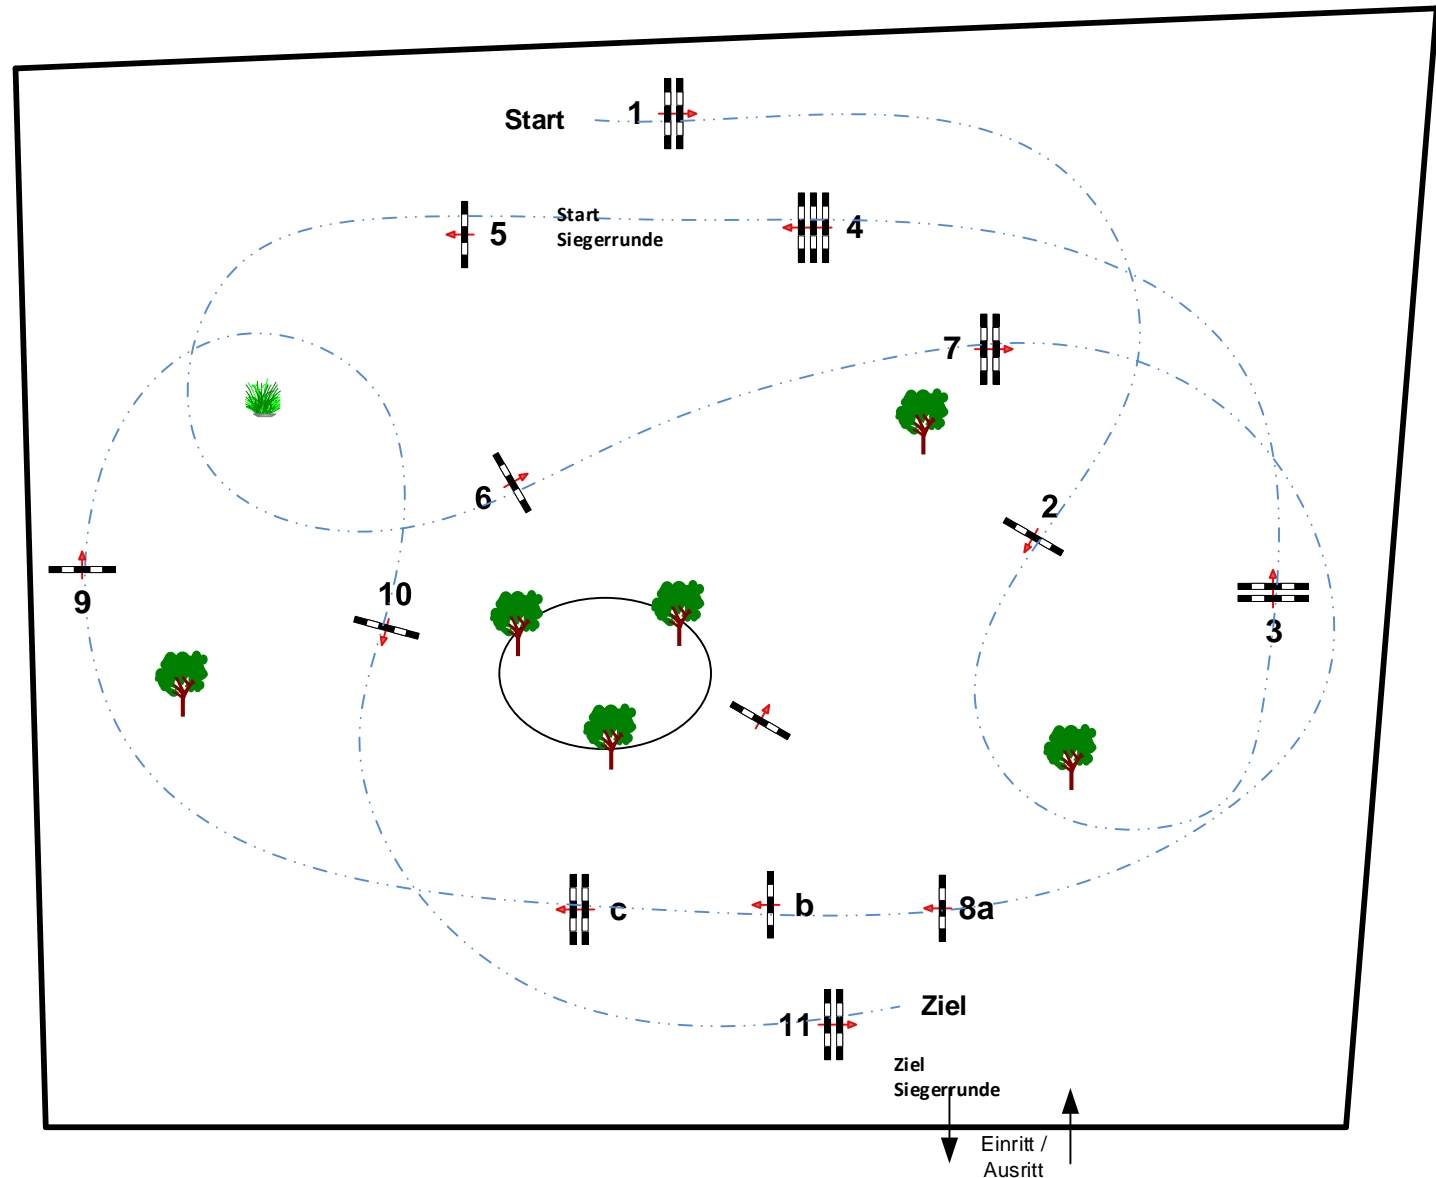 Start
1
5
Start
Siegerrunde
4
7
6
2
9
10
3
c
b
8a
11
Ziel
Ziel
Siegerrunde
Einritt /
Ausritt